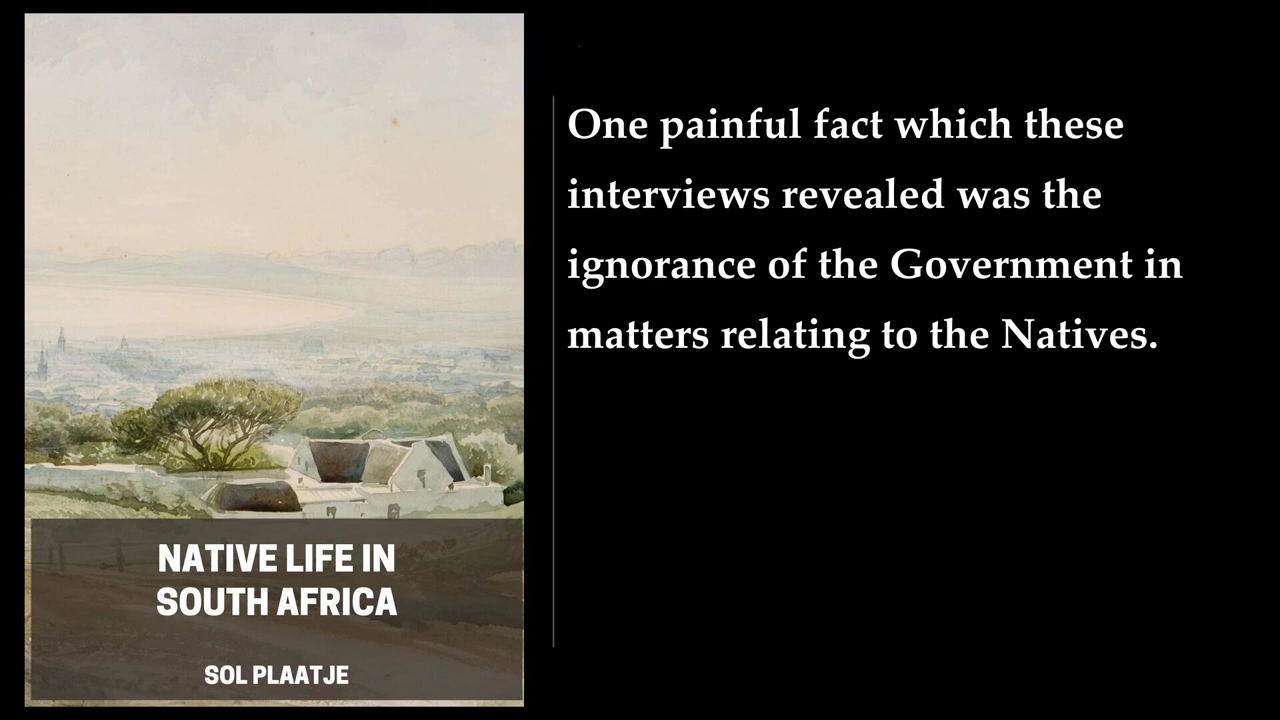 One painful fact which these
interviews revealed was the
ignorance of the Government in
matters relating to the Natives.
NATIVE LIFE IN
SOUTH AFRICA
SOL PLAATJE